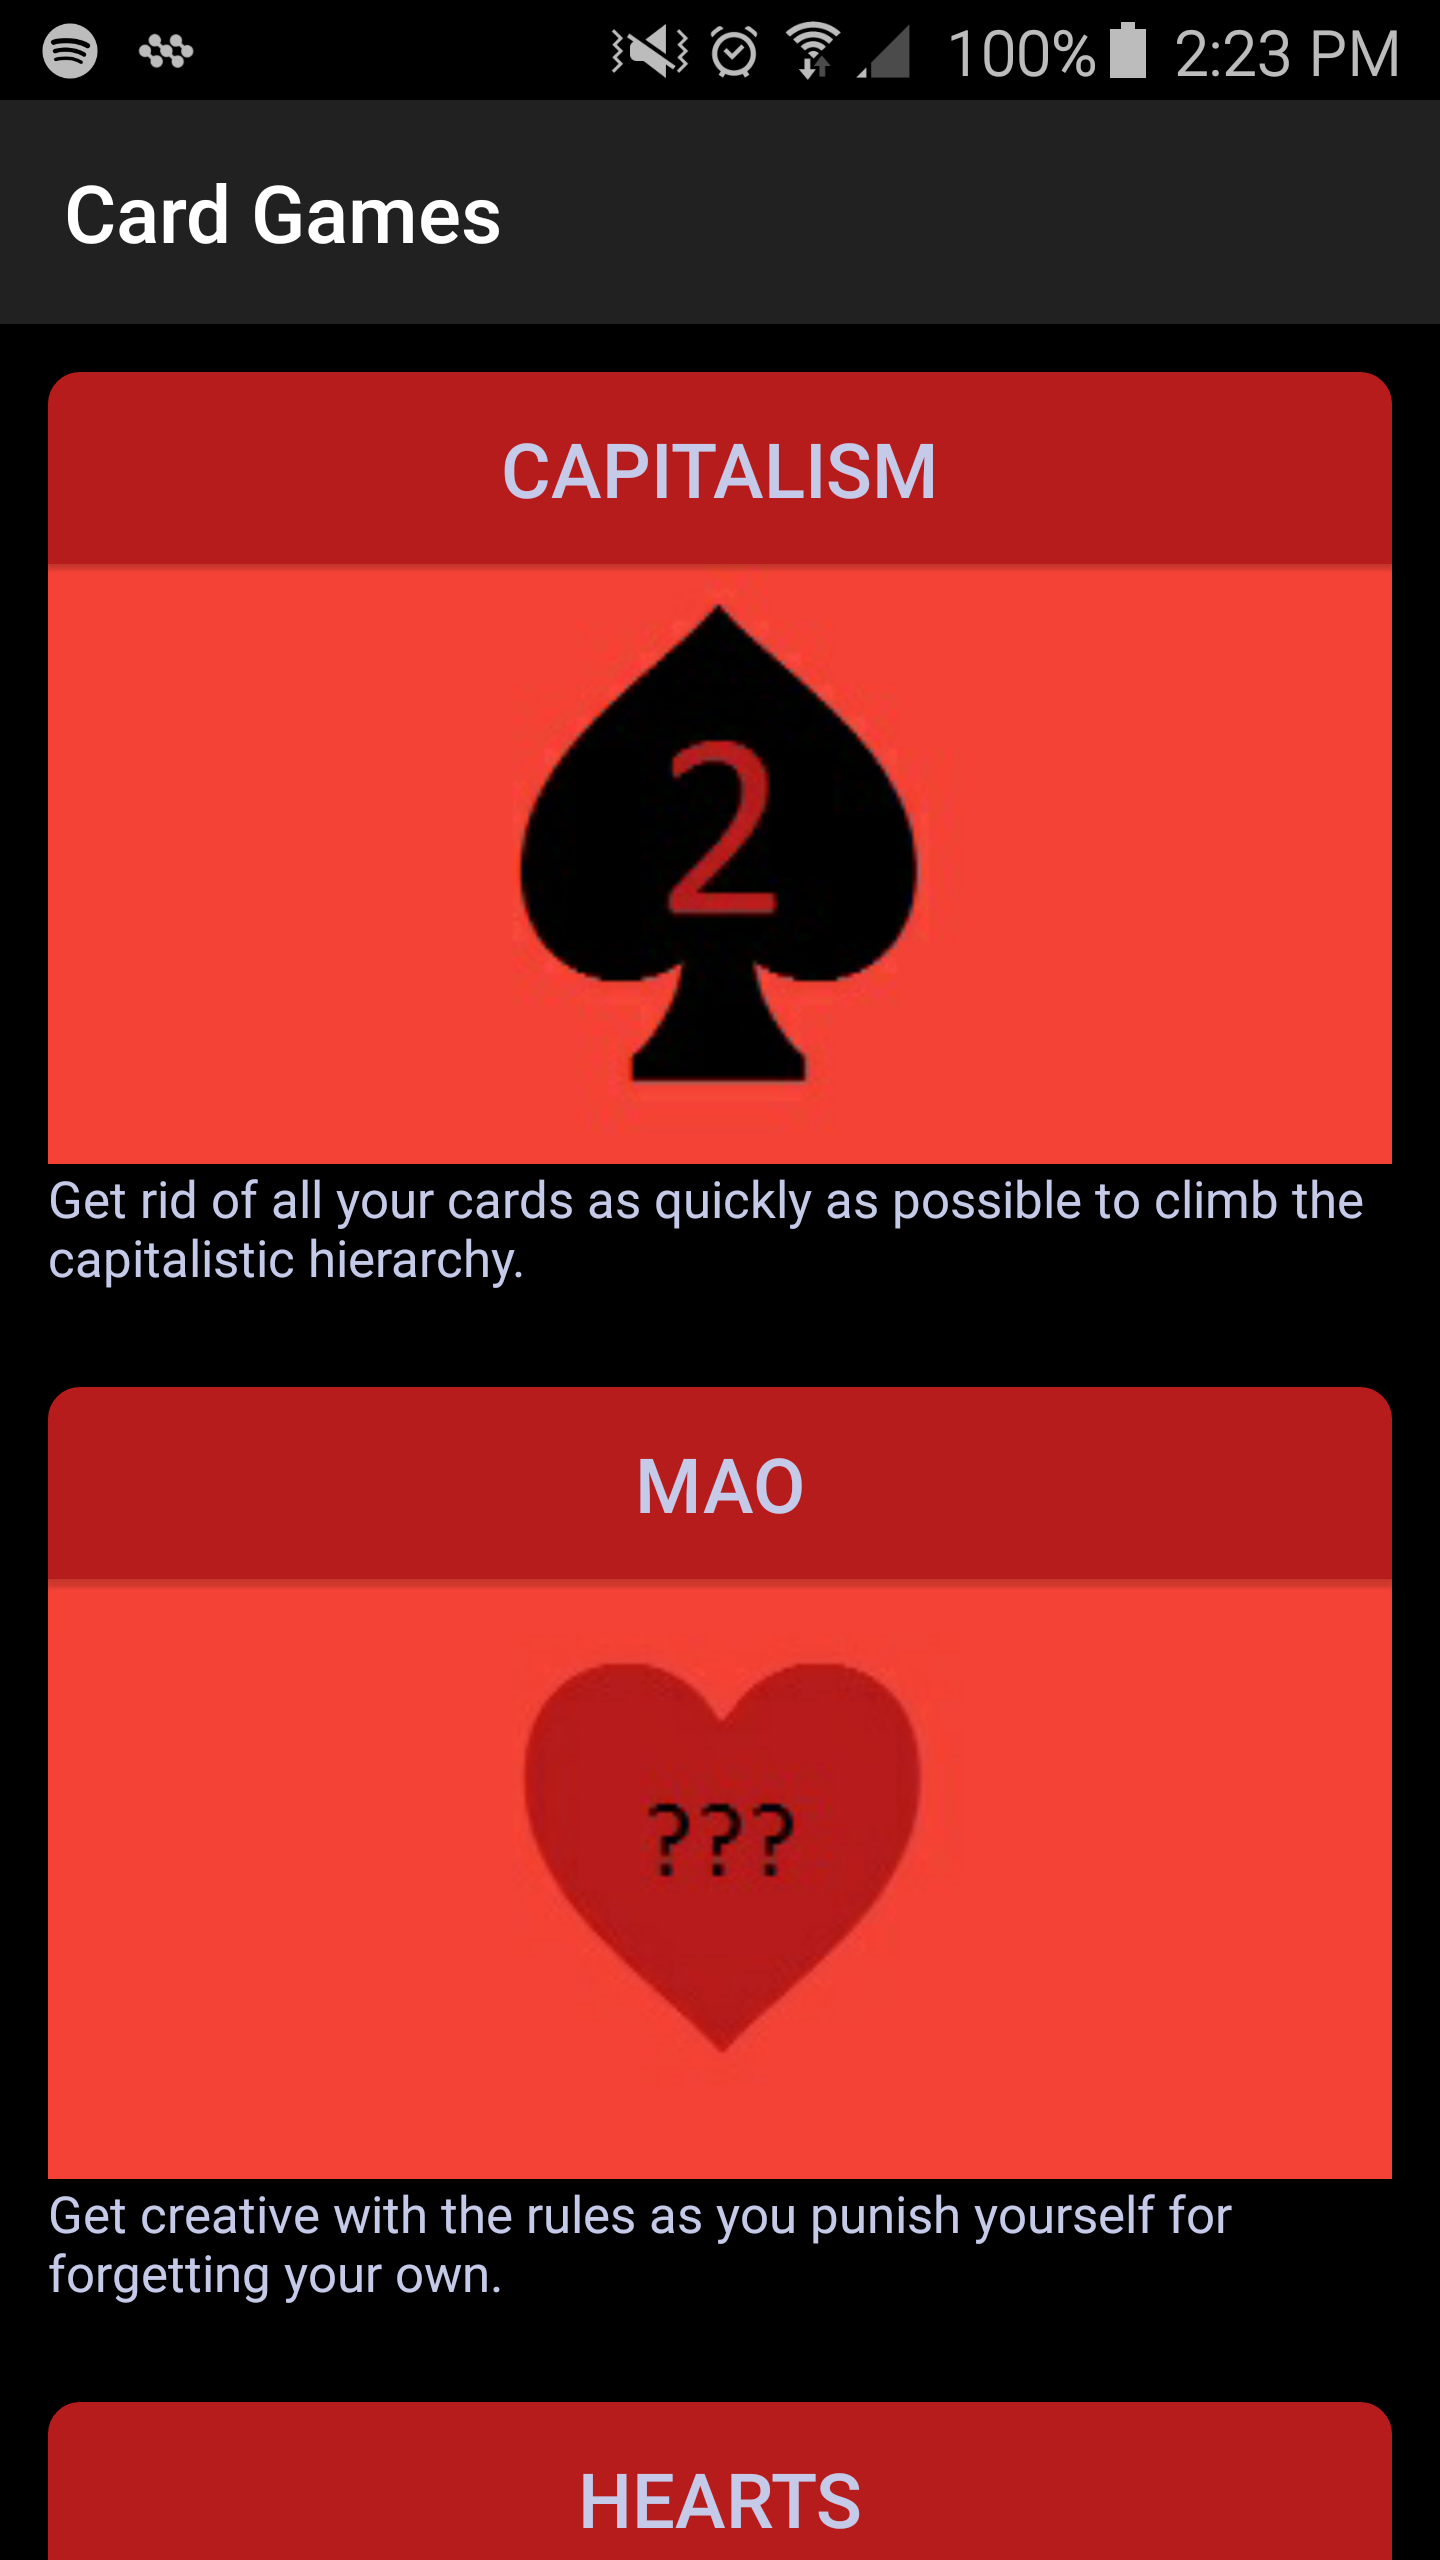 100% 2:23 PM
Card Games
CAPITALISM
2
Get rid of all your cards as quickly as possible to climb the
capitalistic hierarchy.
MAO
???
Get creative with the rules as you punish yourself for
forgetting your own.
HEARTS